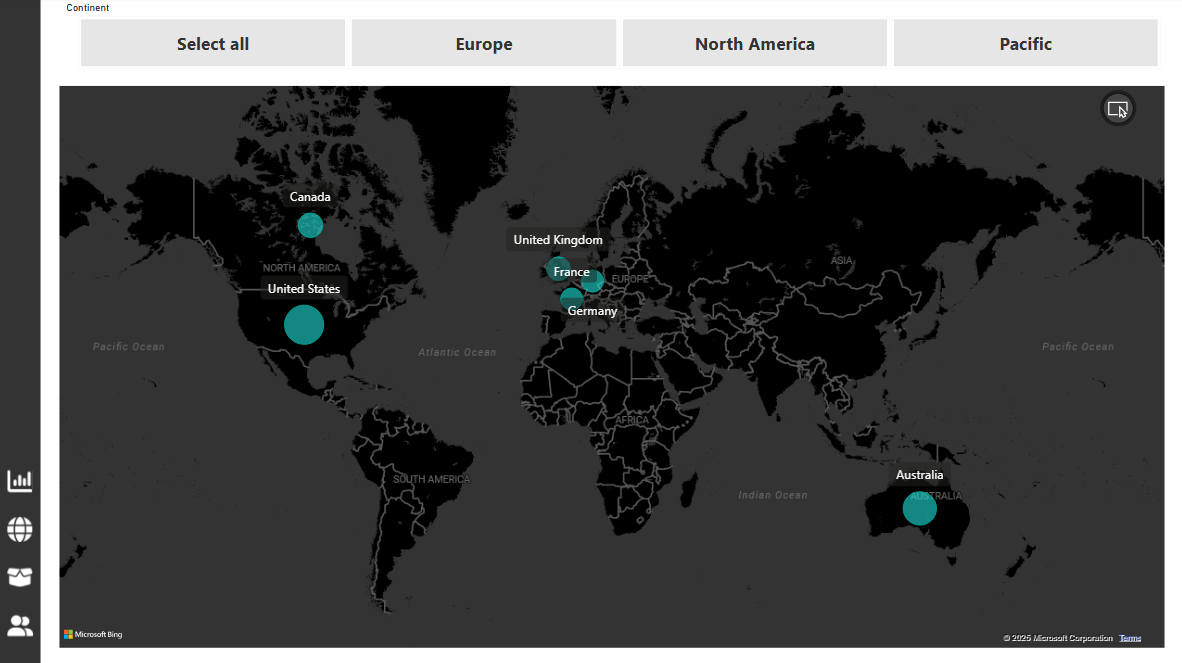 Continent
Select all
Europe
North America
Pacific
Canada
United Kingdom
NORTH AMERICA
ASIA
France
EUROPE
United States
Germany
Pacific Ocean
Atlantic Ocean
Pacific Ocean
AFRICA
SOUTH AMERICA
Australia
Indian Ocean
AUSTRALIA
Microsoft Bing
© 2025 Microsoft Corporation Terms